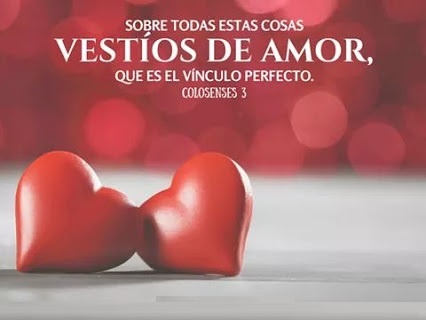 SOBRE TODAS ESTAS COSAS
VESTÍOS DE AMOR,
QUE ES EL VÍNCULO PERFECTO.
COLOSENSES 3